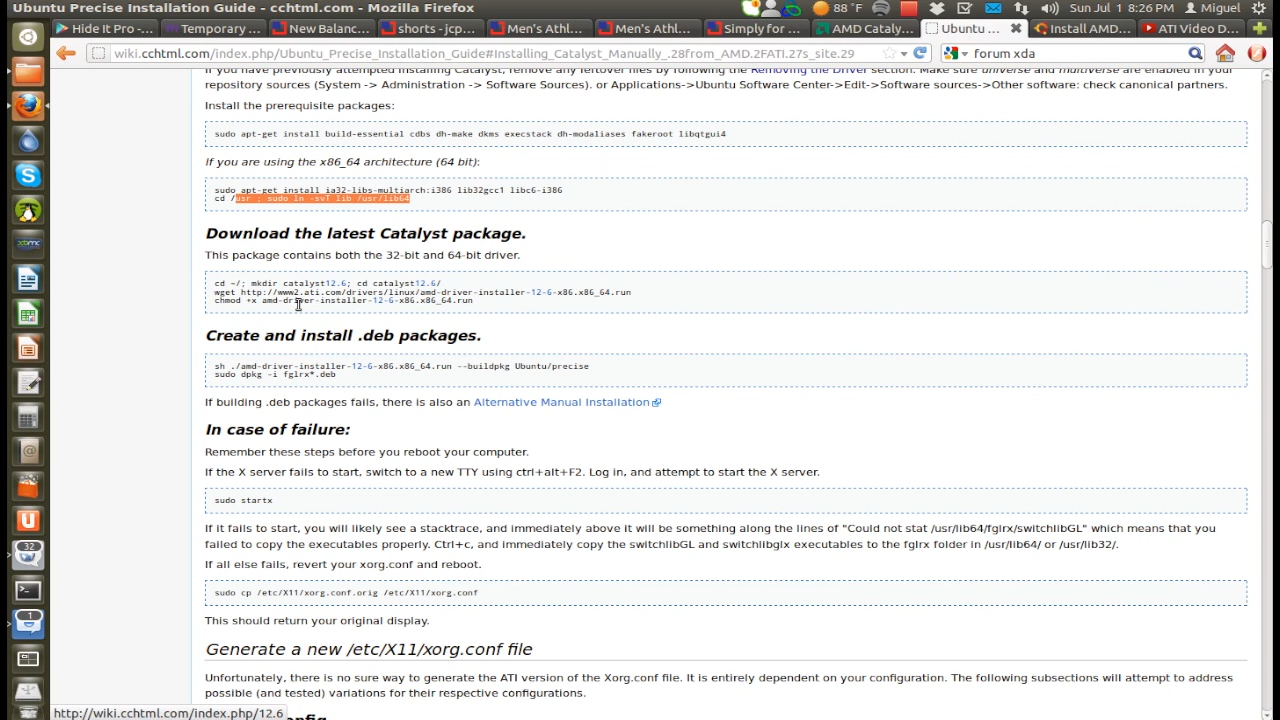 Ubuntu Precise Installation Guide - cchtml.com - Mozilla Firefox
88 °F
Sun Jul 1 8:26 PM
Miguel
Hide It Pro -...
Temporary ...
New Balanc...
shorts - jcp...
Men's Athl...
Men's Athl...
Simply for ...
AMD Cataly...
Ubuntu ...
Install AMD...
ATI Video D...
wiki.cchtml.com/index.php/Ubuntu_Precise_Installation_Guide#Installing_Catalyst_Manually_.28from_AMD.2FATI.27s_site.29
forum xda
If you have previously attempted installing Catalyst, remove any leftover files by following the Removing the Driver section. Make sure universe and multiverse are enabled in your
repository sources (System -> Administration -> Software Sources). or Applications->Ubuntu Software Center->Edit->Software sources->Other software: check canonical partners.
Install the prerequisite packages:
sudo apt-get install build-essential cdbs dh-make dkms execstack dh-modaliases fakeroot libqtgui4
If you are using the x86_64 architecture (64 bit):
sudo apt-get install ia32-libs-multiarch:i386 lib32gcc1 libc6-i386
cd /usr ; sudo ln -svT lib /usr/lib64
Download the latest Catalyst package.
This package contains both the 32-bit and 64-bit driver.
cd ~/; mkdir catalyst12.6; cd catalyst12.6/
wget http://www2.ati.com/drivers/linux/amd-driver-installer-12-6-x86.x86_64.run
chmod +x amd-driver-installer-12-6-x86.x86_64.run
Create and install .deb packages.
sh ./amd-driver-installer-12-6-x86.x86_64.run --buildpkg Ubuntu/precise
sudo dpkg -i fglrx*.deb
If building .deb packages fails, there is also an Alternative Manual Installation
In case of failure:
Remember these steps before you reboot your computer.
If the X server fails to start, switch to a new TTY using ctrl+alt+F2. Log in, and attempt to start the X server.
sudo startx
If it fails to start, you will likely see a stacktrace, and immediately above it will be something along the lines of "Could not stat /usr/lib64/fglrx/switchlibGL" which means that you
failed to copy the executables properly. Ctrl+z, and immediately copy the switchlibGL and switchlibglx executables to the fglrx folder in /usr/lib64/ or /usr/lib32/.
If all else fails, revert your xorg.conf and reboot.
sudo cp /etc/X11/xorg.conf.orig /etc/X11/xorg.conf
This should return your original display.
Generate a new /etc/X11/xorg.conf file
Unfortunately, there is no sure way to generate the ATI version of the Xorg.conf file. It is entirely dependent on your configuration. The following subsections will attempt to address
possible (and tested) variations for their respective configurations.
http://wiki.cchtml.com/index.php/12.6
32
1